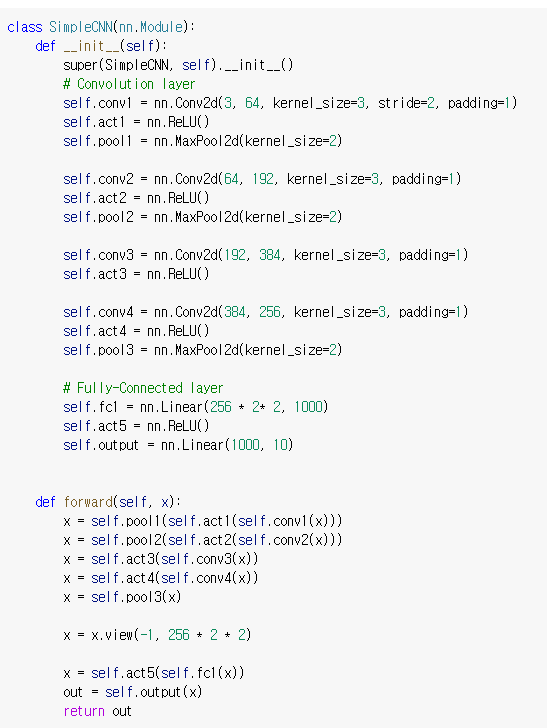 class SimpleCNN(nn.Module):
    def __init__(self):
        super(SimpleCNN, self).__init__()
        # Convolution layer
        self.conv1 = nn.Conv2d(3, 64, kernel_size=3, stride=2, padding=1)
        self.act1 = nn.ReLU()
        self.pool1 = nn.MaxPool2d(kernel_size=2)

        self.conv2 = nn.Conv2d(64, 192, kernel_size=3, padding=1)
        self.act2 = nn.ReLU()
        self.pool2 = nn.MaxPool2d(kernel_size=2)

        self.conv3 = nn.Conv2d(192, 384, kernel_size=3, padding=1)
        self.act3 = nn.ReLU()

        self.conv4 = nn.Conv2d(384, 256, kernel_size=3, padding=1)
        self.act4 = nn.ReLU()
        self.pool3 = nn.MaxPool2d(kernel_size=2)

        # Fully-Connected layer
        self.fc1 = nn.Linear(256 * 2* 2, 1000)
        self.act5 = nn.ReLU()
        self.output = nn.Linear(1000, 10)


    def forward(self, x):
        x = self.pool1(self.act1(self.conv1(x)))
        x = self.pool2(self.act2(self.conv2(x)))
        x = self.act3(self.conv3(x))
        x = self.act4(self.conv4(x))
        x = self.pool3(x)

        x = x.view(-1, 256 * 2 * 2)

        x = self.act5(self.fc1(x))
        out = self.output(x)
        return out